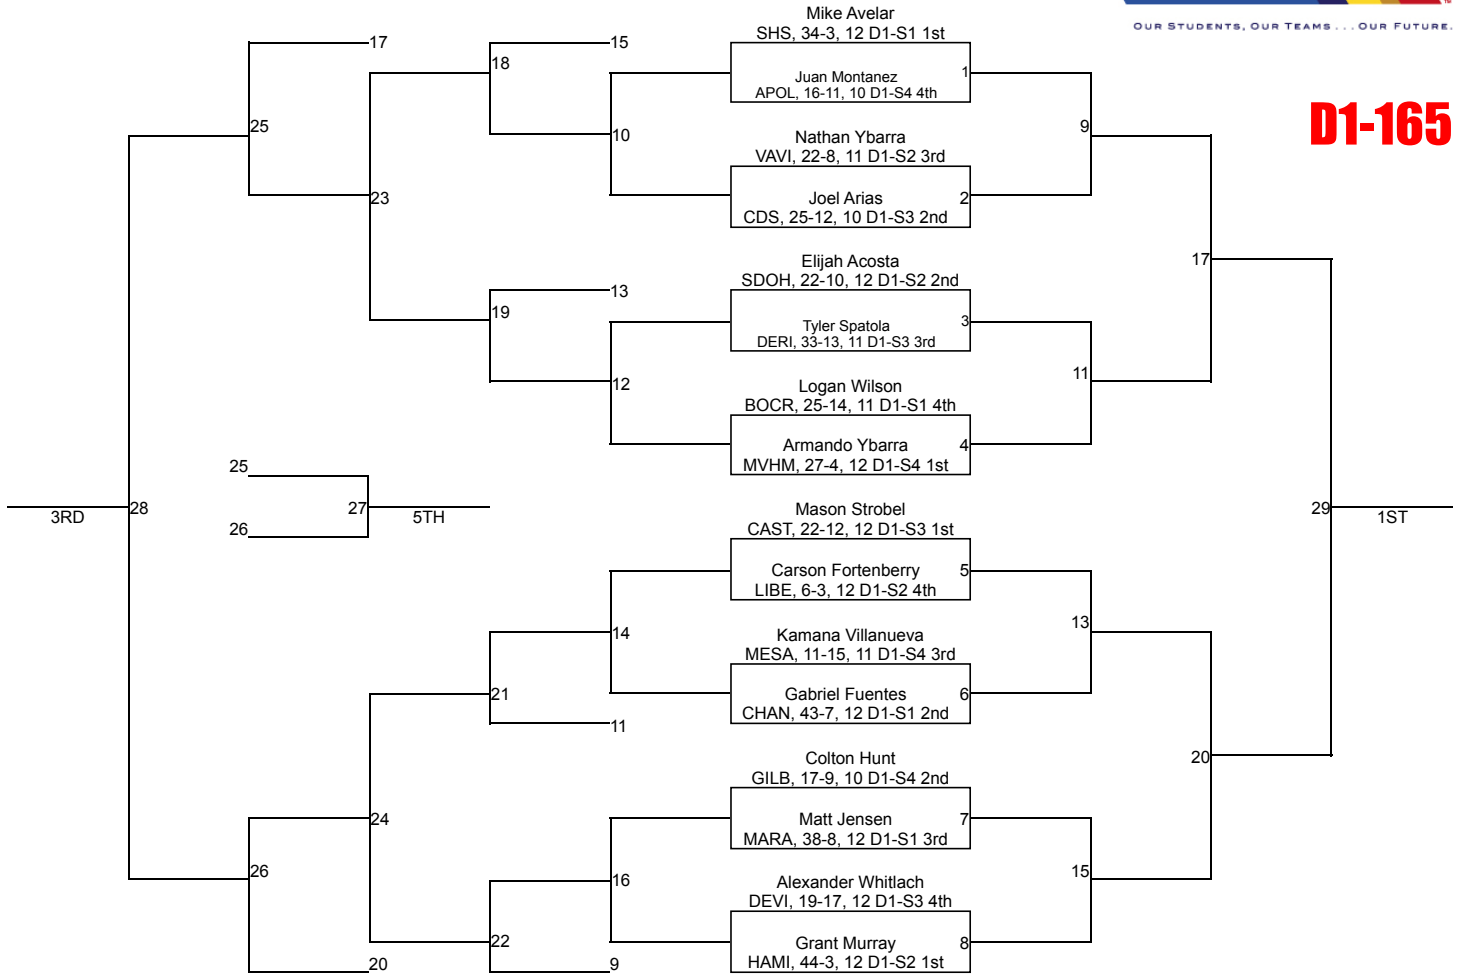 Mike Avelar
SHS, 34-3, 12 D1-S1 1st
™
OUR STUDENTS, OUR TEAMS . . . OUR FUTURE.
17
15
18
Juan Montanez
APOL, 16-11, 10 D1-S4 4th
1
D1-165
25
10
9
Nathan Ybarra
VAVI, 22-8, 11 D1-S2 3rd
23
Joel Arias
CDS, 25-12, 10 D1-S3 2nd
2
Elijah Acosta
SDOH, 22-10, 12 D1-S2 2nd
17
13
19
Tyler Spatola
DERI, 33-13, 11 D1-S3 3rd
3
12
11
Logan Wilson
BOCR, 25-14, 11 D1-S1 4th
Armando Ybarra
MVHM, 27-4, 12 D1-S4 1st
4
25
3RD
28
27
5TH
26
Mason Strobel
CAST, 22-12, 12 D1-S3 1st
29
1ST
Carson Fortenberry
LIBE, 6-3, 12 D1-S2 4th
5
14
13
Kamana Villanueva
MESA, 11-15, 11 D1-S4 3rd
21
Gabriel Fuentes
CHAN, 43-7, 12 D1-S1 2nd
6
11
Colton Hunt
GILB, 17-9, 10 D1-S4 2nd
20
24
Matt Jensen
MARA, 38-8, 12 D1-S1 3rd
7
26
16
15
Alexander Whitlach
DEVI, 19-17, 12 D1-S3 4th
22
Grant Murray
HAMI, 44-3, 12 D1-S2 1st
8
20
9